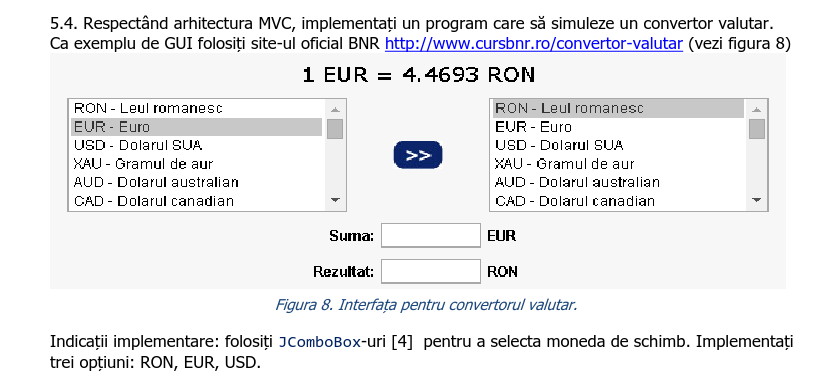 5.4. Respectând arhitectura MVC, implementați un program care să simuleze un convertor valutar.
Ca exemplu de GUI folosiți site-ul oficial BNR http://www.cursbnr.ro/convertor-valutar (vezi figura 8)
1 EUR = 4.4693 RON
RON - Leul romanesc
EUR - Euro
USD - Dolarul SUA
XAU - Gramul de aur
AUD - Dolarul australian
CAD - Dolarul canadian
>>
RON - Leul romanesc
EUR - Euro
USD - Dolarul SUA
XAU - Gramul de aur
AUD - Dolarul australian
CAD - Dolarul canadian
Suma: EUR
Rezultat: RON
Figura 8. Interfața pentru convertorul valutar.
Indicații implementare: folosiți JComboBox-uri [4] pentru a selecta moneda de schimb. Implementați
trei opțiuni: RON, EUR, USD.